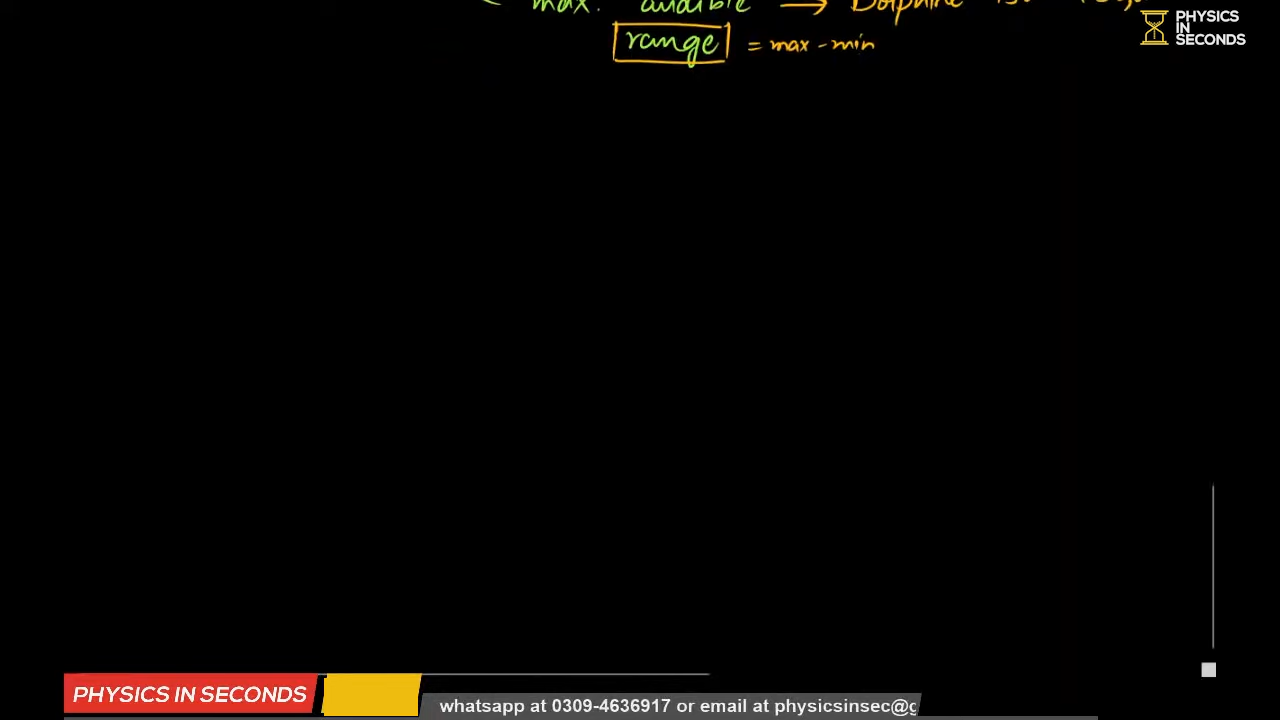 max. audible → Dolphine
range = max - min
PHYSICS
IN
SECONDS
PHYSICS IN SECONDS
whatsapp at 0309-4636917 or email at physicsinsec@g